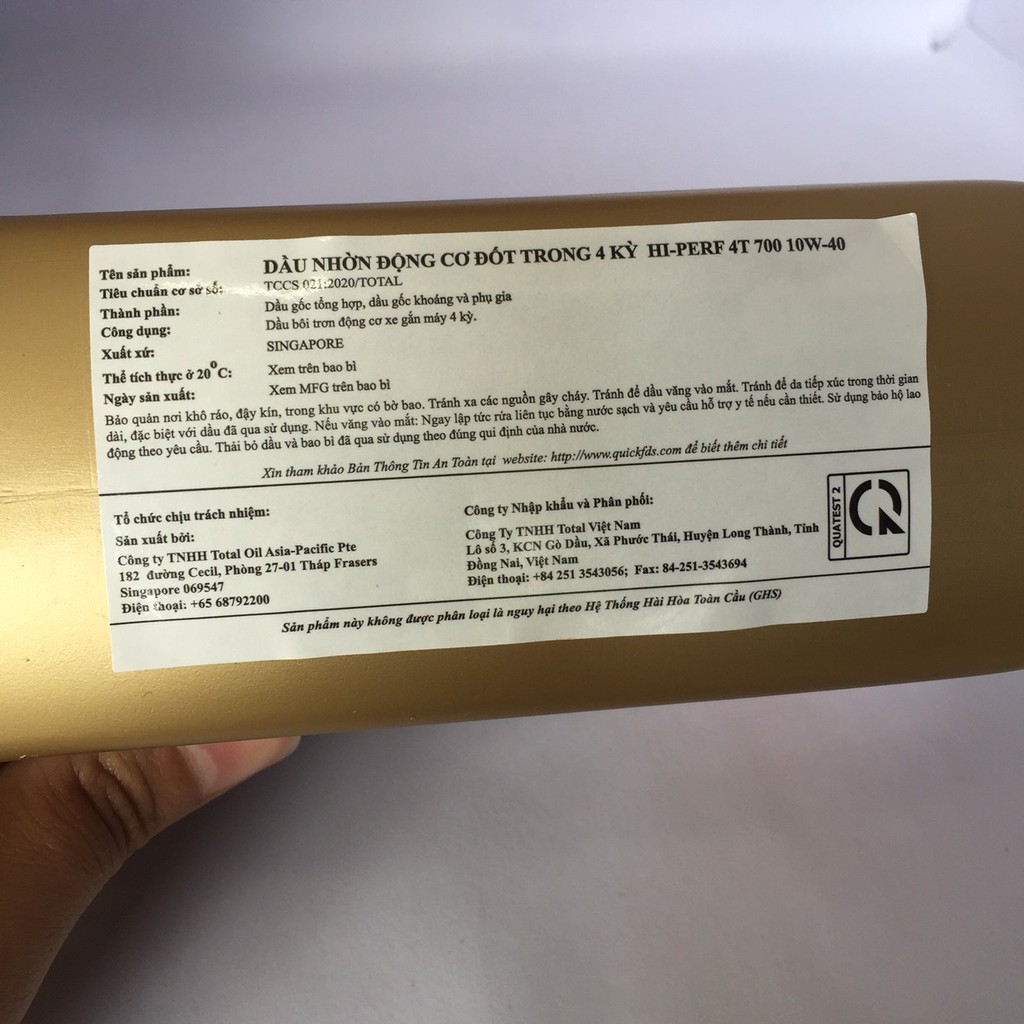 Tên sản phẩm: DẦU NHỜN ĐỘNG CƠ ĐỐT TRONG 4 KỲ HI-PERF 4T 700 10W-40
Tiêu chuẩn cơ sở số: TCCS 021:2020/TOTAL
Thành phần: Dầu gốc tổng hợp, dầu gốc khoáng và phụ gia
Công dụng: Dầu bôi trơn động cơ xe gắn máy 4 kỳ.
Xuất xứ: SINGAPORE
Thể tích thực ở 20⁰C: Xem trên bao bì
Ngày sản xuất: Xem MFG trên bao bì
Bảo quản nơi khô ráo, đậy kín, trong khu vực có bờ bao. Tránh xa các nguồn gây cháy. Tránh để dầu văng vào mắt. Tránh để da tiếp xúc trong thời gian
dài, đặc biệt với dầu đã qua sử dụng. Nếu văng vào mắt: Ngay lập tức rửa liên tục bằng nước sạch và yêu cầu hỗ trợ y tế nếu cần thiết. Sử dụng bảo hộ lao
động theo yêu cầu. Thải bỏ dầu và bao bì đã qua sử dụng theo đúng qui định của nhà nước.
Xin tham khảo Bản Thông Tin An Toàn tại website: http://www.quickfds.com để biết thêm chi tiết
Tổ chức chịu trách nhiệm:
Sản xuất bởi:
Công ty TNHH Total Oil Asia-Pacific Pte
182 đường Cecil, Phòng 27-01 Tháp Frasers
Singapore 069547
Điện thoại: +65 68792200
Công ty Nhập khẩu và Phân phối:
Công Ty TNHH Total Việt Nam
Lô số 3, KCN Gò Dầu, Xã Phước Thái, Huyện Long Thành, Tỉnh
Đồng Nai, Việt Nam
Điện thoại: +84 251 3543056; Fax: 84-251-3543694
QUATEST 2
Sản phẩm này không được phân loại là nguy hại theo Hệ Thống Hài Hòa Toàn Cầu (GHS)